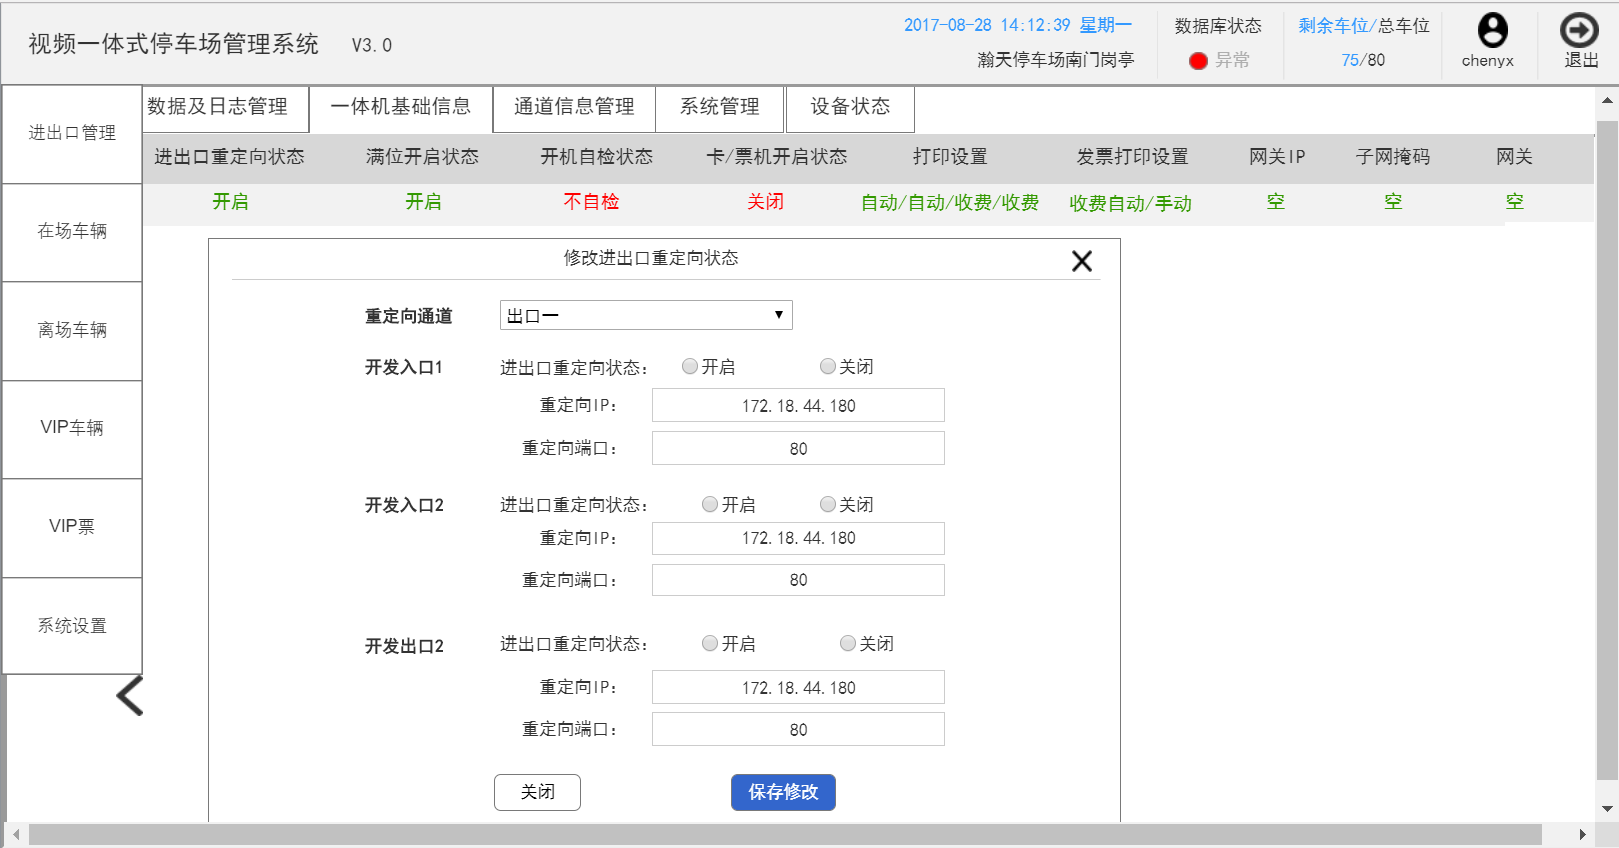 视频一体式停车场管理系统 V3.0
2017-08-28 14:12:39 星期一
瀚天停车场南门岗亭
数据库状态
异常
剩余车位/总车位
75/80
chenyx
退出
进出口管理
在场车辆
离场车辆
VIP车辆
VIP票
系统设置
数据及日志管理 一体机基础信息 通道信息管理 系统管理 设备状态
进出口重定向状态 满位开启状态 开机自检状态 卡/票机开启状态 打印设置 发票打印设置 网关IP 子网掩码 网关
开启 开启 不自检 关闭 自动/自动/收费/收费 收费自动/手动 空 空 空
修改进出口重定向状态
重定向通道 出口一
开发入口1 进出口重定向状态: 开启 关闭
重定向IP: 172.18.44.180
重定向端口: 80
开发入口2 进出口重定向状态: 开启 关闭
重定向IP: 172.18.44.180
重定向端口: 80
开发出口2 进出口重定向状态: 开启 关闭
重定向IP: 172.18.44.180
重定向端口: 80
关闭 保存修改